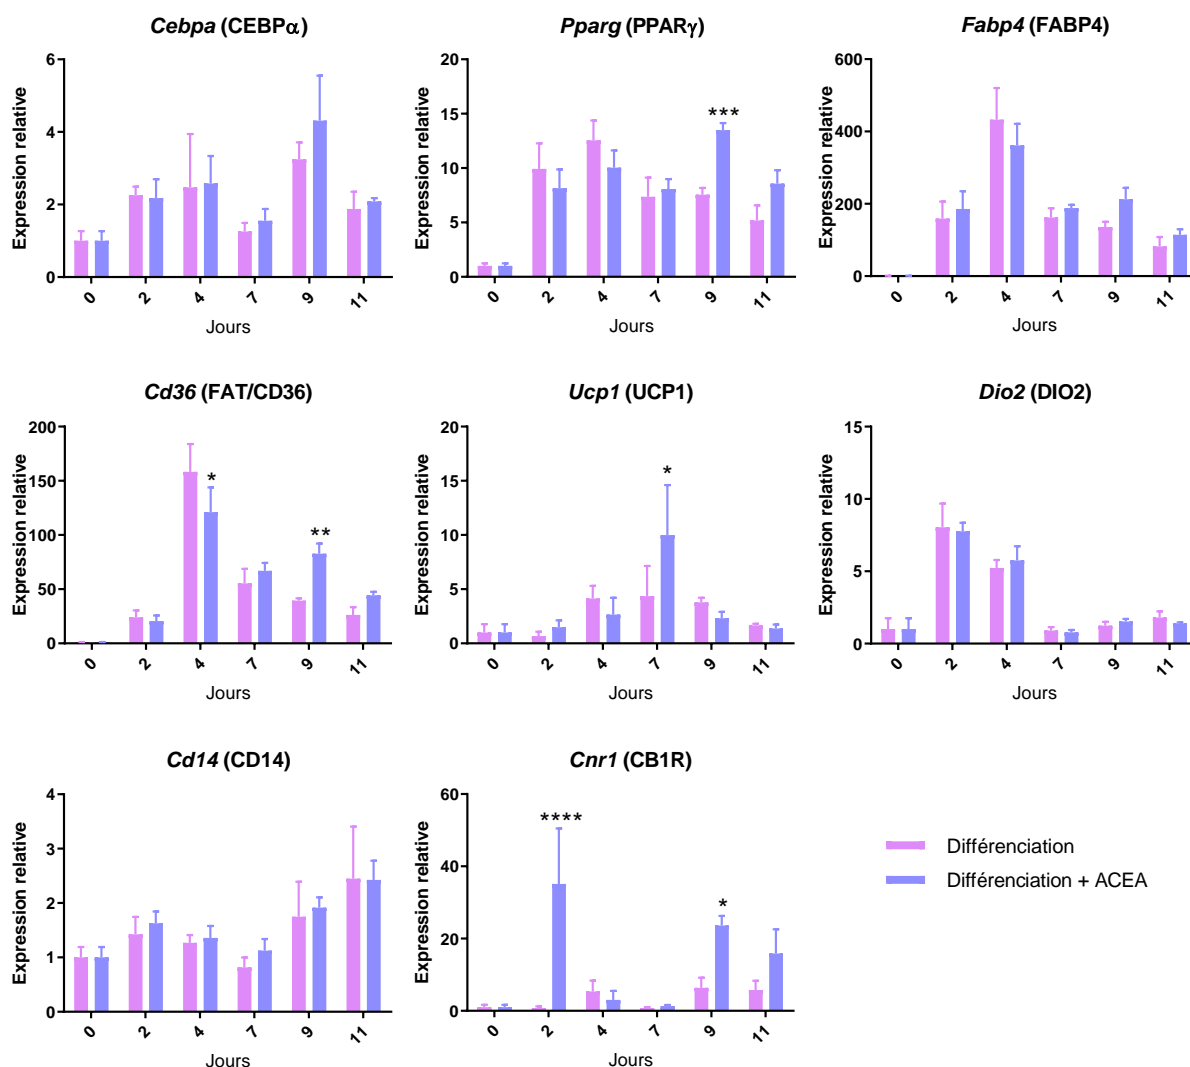 Cebpa (CEBPα)
Expression relative
6
4
2
0
0 2 4 7 9 11
Jours
Pparg (PPARγ)
Expression relative
20
15
10
5
0
***
0 2 4 7 9 11
Jours
Fabp4 (FABP4)
Expression relative
600
400
200
0
0 2 4 7 9 11
Jours
Cd36 (FAT/CD36)
Expression relative
200
150
100
50
0
* **
0 2 4 7 9 11
Jours
Ucp1 (UCP1)
Expression relative
20
15
10
5
0
*
0 2 4 7 9 11
Jours
Dio2 (DIO2)
Expression relative
15
10
5
0
0 2 4 7 9 11
Jours
Cd14 (CD14)
Expression relative
4
3
2
1
0
0 2 4 7 9 11
Jours
Cnr1 (CB1R)
Expression relative
60
40
20
0
**** *
0 2 4 7 9 11
Jours
Différenciation
Différenciation + ACEA